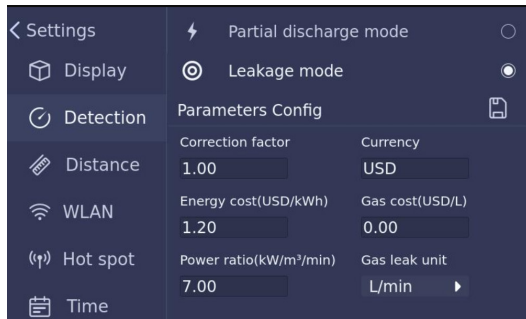 Settings
Display
Detection
Distance
WLAN
Hot spot
Time
Partial discharge mode
Leakage mode
Parameters Config
Correction factor
Currency
1.00
USD
Energy cost(USD/kWh)
Gas cost(USD/L)
1.20
0.00
Power ratio(kW/m³/min)
Gas leak unit
7.00
L/min